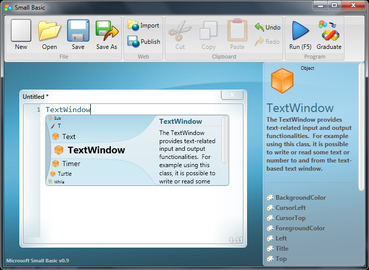 Small Basic
New
Open
Save
Save As
Import
Publish
Cut
Copy
Paste
Undo
Redo
Run (F5)
Graduate
File
Web
Clipboard
Program
Untitled *
1 TextWindow
Sub
T
Text
TextWindow
Timer
Turtle
While
TextWindow
The TextWindow
provides text-related
input and output
functionalities. For
example using this
class, it is possible to
write or read some
1,11
Object
TextWindow
The TextWindow provides
text-related input and output
functionalities. For example
using this class, it is possible
to write or read some text or
number to and from the text-
based text window.
BackgroundColor
CursorLeft
CursorTop
ForegroundColor
Left
Title
Top
Microsoft Small Basic v0.9